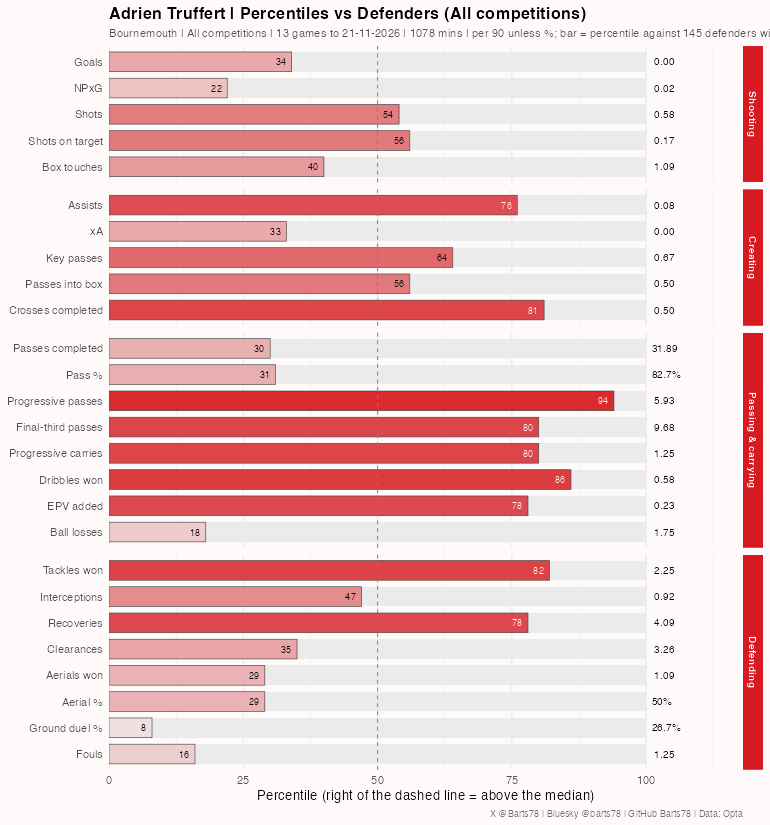 Adrien Truffert | Percentiles vs Defenders (All competitions)
Bournemouth | All competitions | 13 games to 21-11-2026 | 1078 mins | per 90 unless %; bar = percentile against 145 defenders wi
Goals 34 0.00
NPxG 22 0.02
Shots 54 0.58
Shots on target 56 0.17
Box touches 40 1.09
Shooting
Assists 76 0.08
xA 33 0.00
Key passes 64 0.67
Passes into box 56 0.50
Crosses completed 81 0.50
Creating
Passes completed 30 31.89
Pass % 31 82.7%
Progressive passes 94 5.93
Final-third passes 80 9.68
Progressive carries 80 1.25
Dribbles won 86 0.58
EPV added 78 0.23
Ball losses 18 1.75
Passing & carrying
Tackles won 82 2.25
Interceptions 47 0.92
Recoveries 78 4.09
Clearances 35 3.26
Aerials won 29 1.09
Aerial % 29 50%
Ground duel % 8 26.7%
Fouls 16 1.25
Defending
0 25 50 75 100
Percentile (right of the dashed line = above the median)
X @Barts78 | Bluesky @barts78 | GitHub Barts78 | Data: Opta